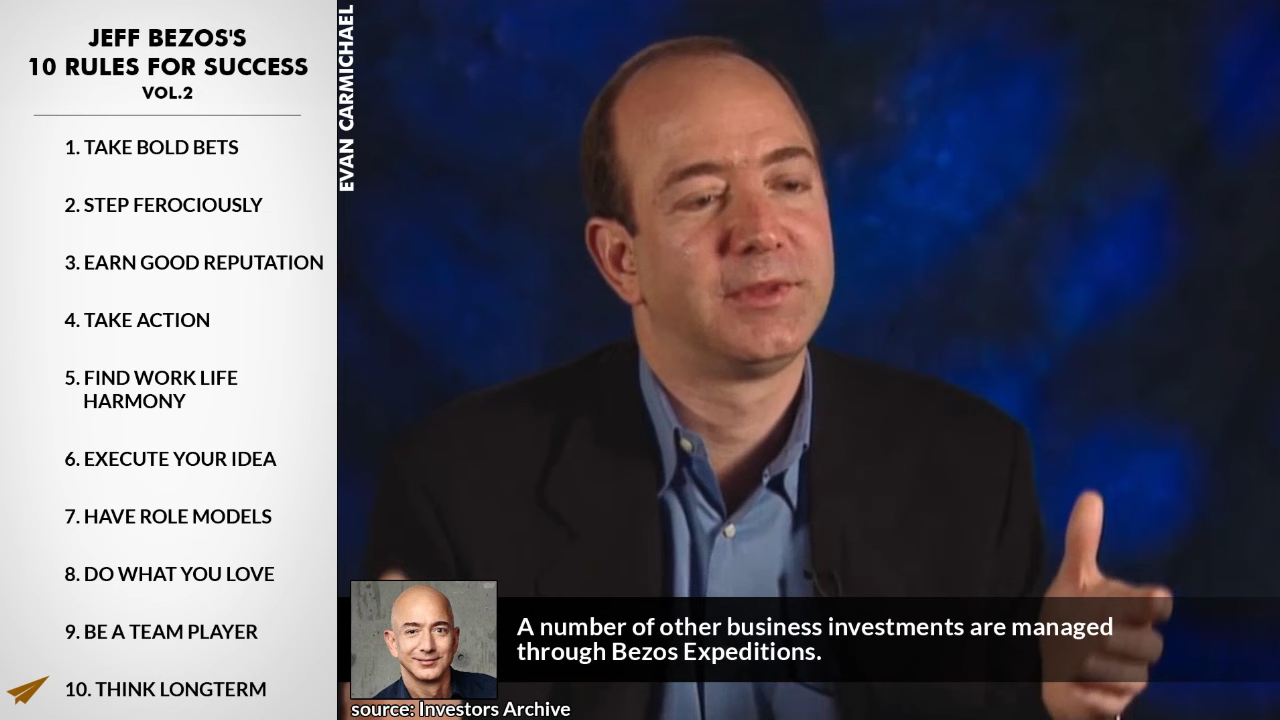 JEFF BEZOS'S
10 RULES FOR SUCCESS
VOL.2
1. TAKE BOLD BETS
2. STEP FEROCIOUSLY
3. EARN GOOD REPUTATION
4. TAKE ACTION
5. FIND WORK LIFE
HARMONY
6. EXECUTE YOUR IDEA
7. HAVE ROLE MODELS
8. DO WHAT YOU LOVE
9. BE A TEAM PLAYER
10. THINK LONGTERM
EVAN CARMICHAEL
A number of other business investments are managed
through Bezos Expeditions.
source: Investors Archive